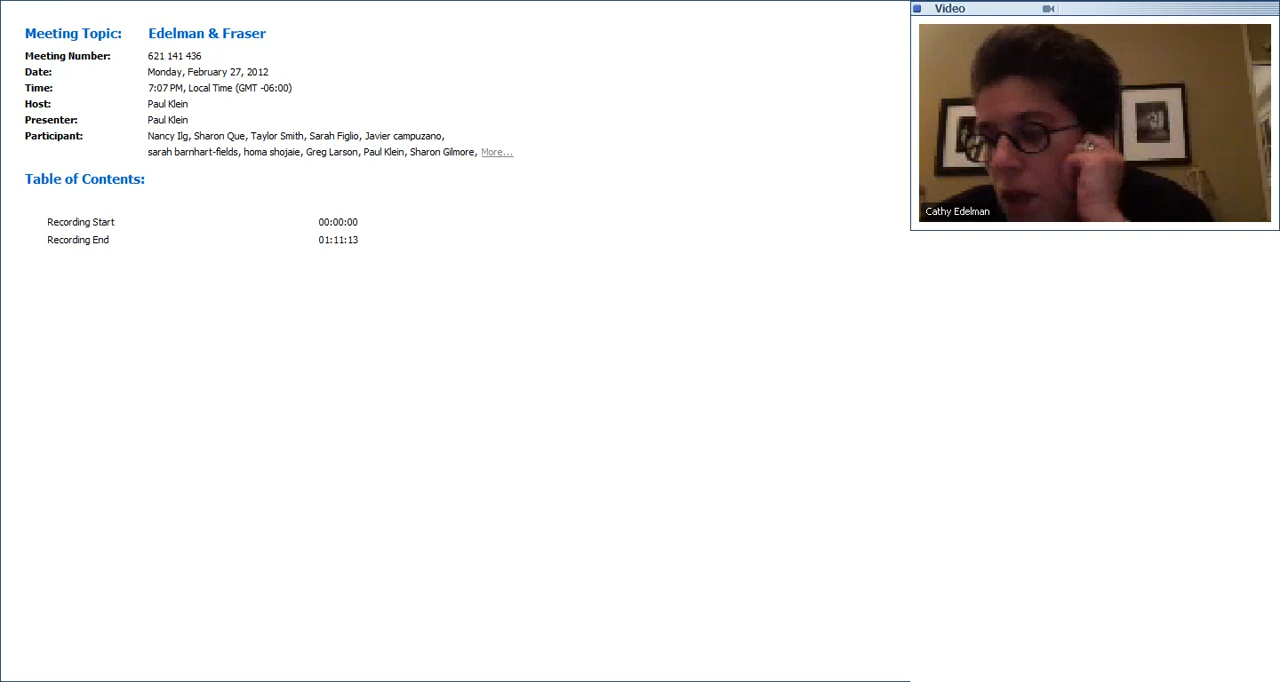 Meeting Topic: Edelman & Fraser
Meeting Number: 621 141 436
Date: Monday, February 27, 2012
Time: 7:07 PM, Local Time (GMT -06:00)
Host: Paul Klein
Presenter: Paul Klein
Participant: Nancy Ilg, Sharon Que, Taylor Smith, Sarah Figlio, Javier campuzano,
sarah barnhart-fields, homa shojaie, Greg Larson, Paul Klein, Sharon Gilmore, More...
Table of Contents:
Recording Start 00:00:00
Recording End 01:11:13
Video
Cathy Edelman